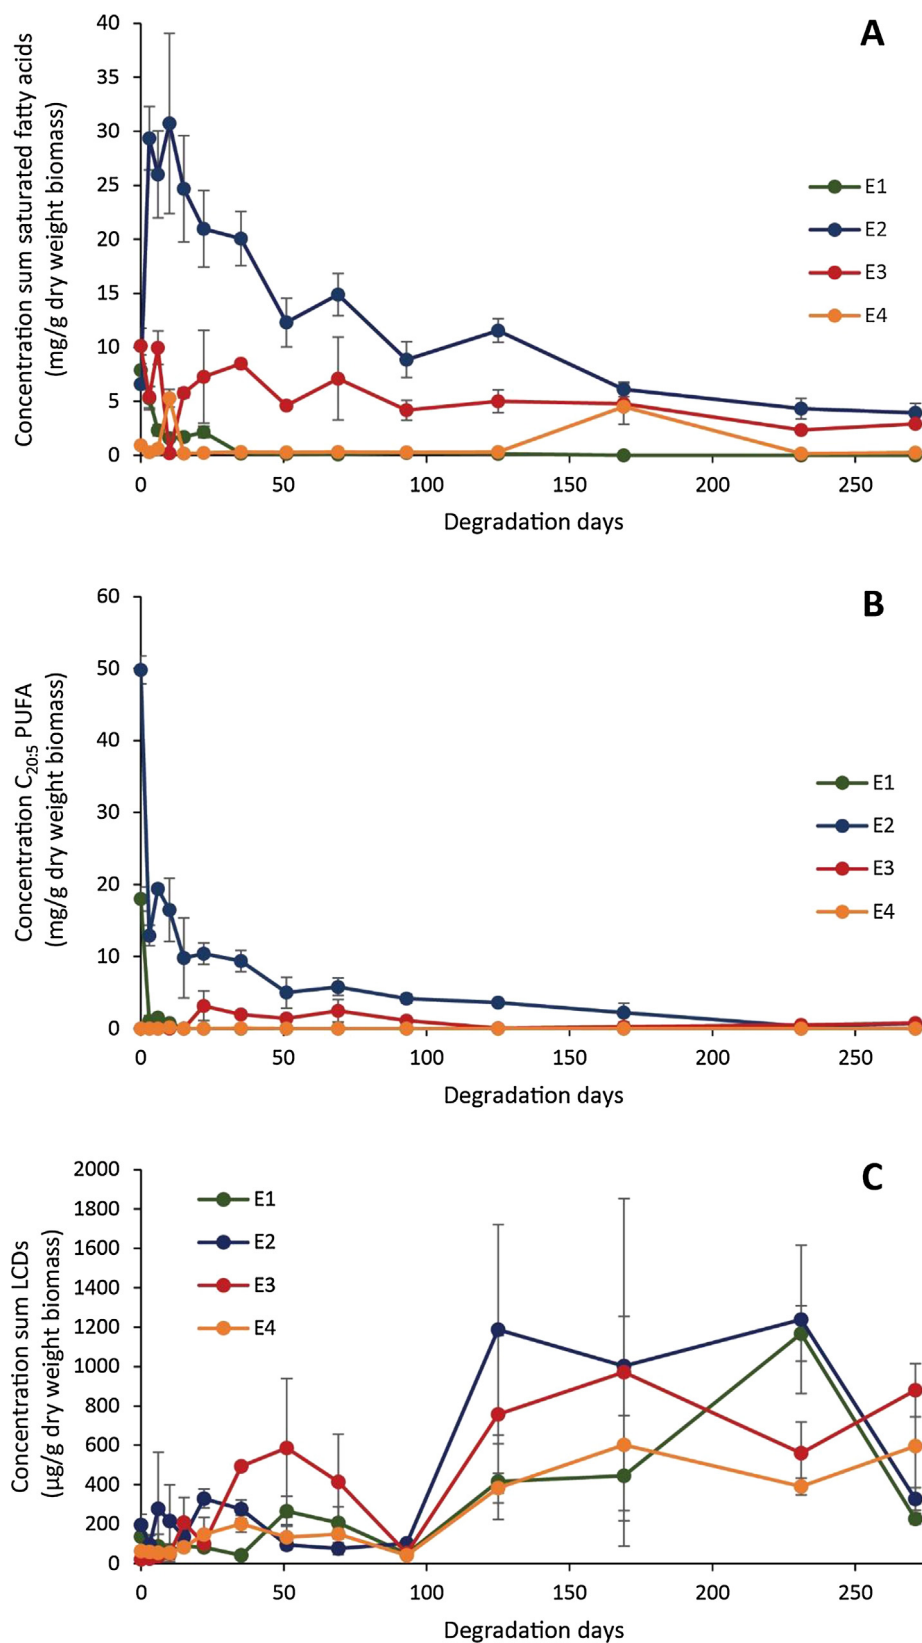 A
Concentration sum saturated fatty acids
(mg/g dry weight biomass)
40
35
30
25
20
15
10
5
0
E1
E2
E3
E4
0 50 100 150 200 250
Degradation days
B
Concentration C20:5 PUFA
(mg/g dry weight biomass)
60
50
40
30
20
10
0
E1
E2
E3
E4
0 50 100 150 200 250
Degradation days
C
Concentration sum LCDs
(µg/g dry weight biomass)
2000
1800
1600
1400
1200
1000
800
600
400
200
0
E1
E2
E3
E4
0 50 100 150 200 250
Degradation days